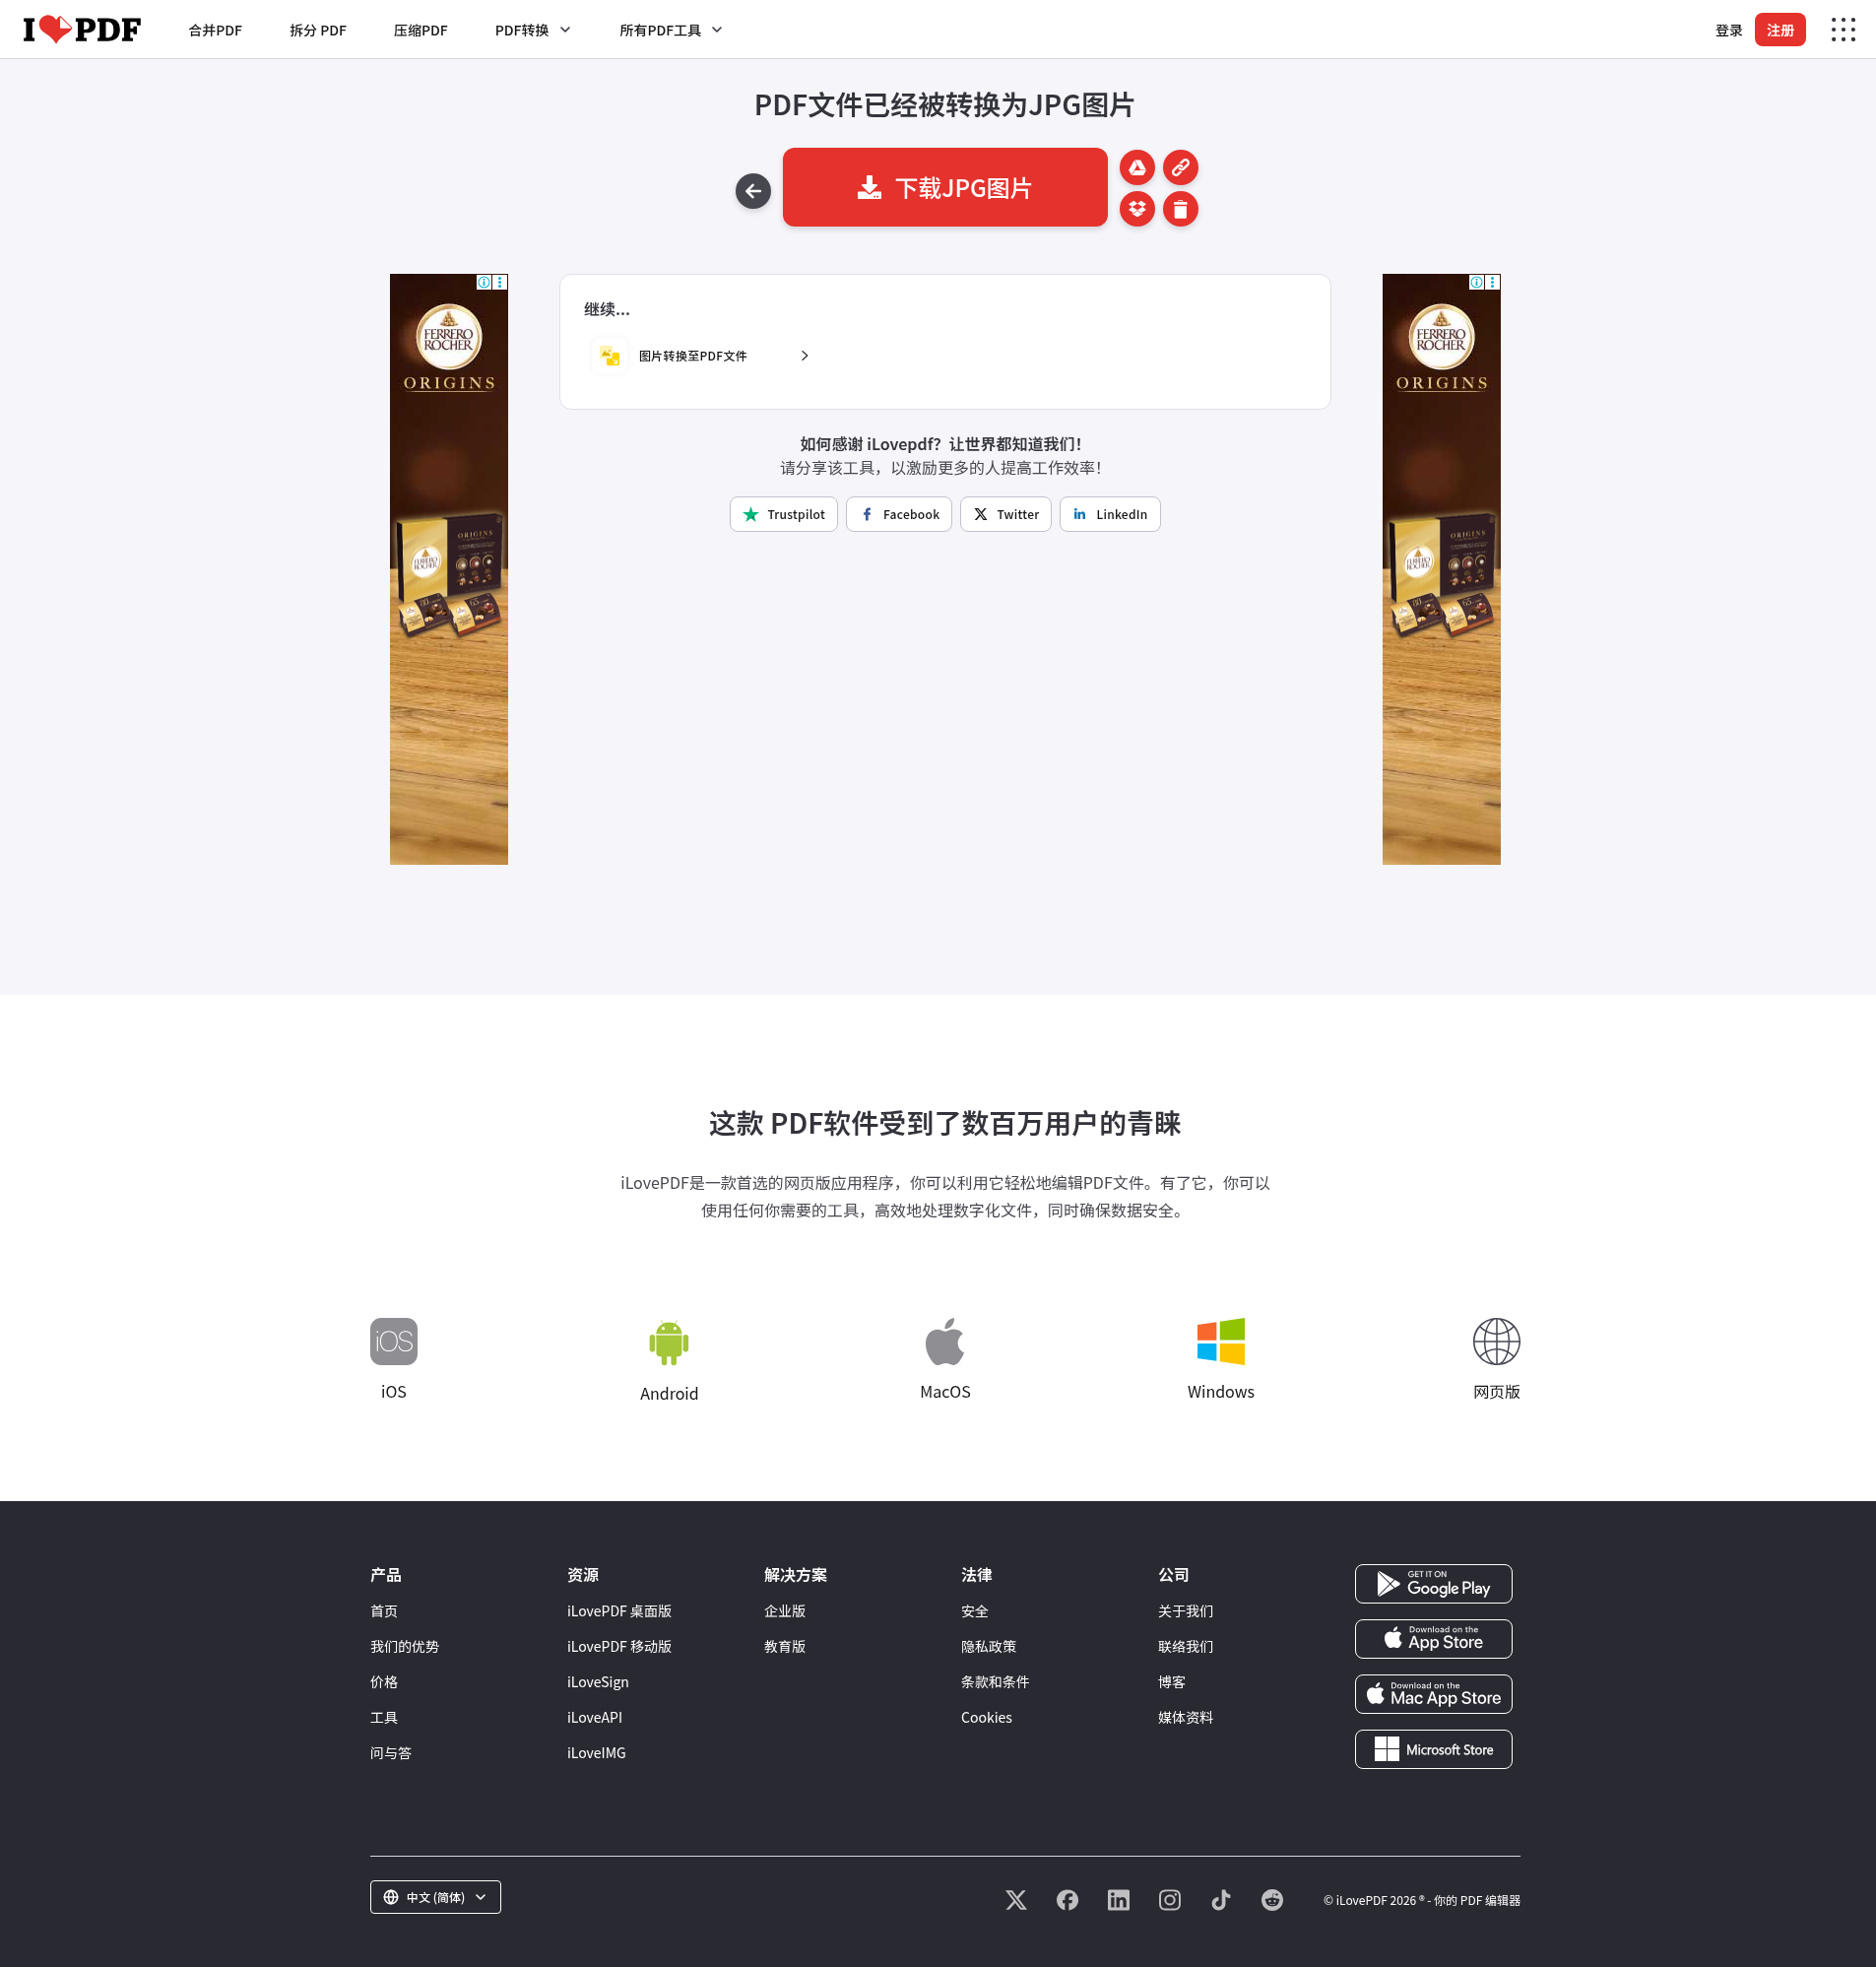 I PDF
合并PDF
拆分 PDF
压缩PDF
PDF转换
所有PDF工具
登录
注册
PDF文件已经被转换为JPG图片
下载JPG图片
FERRERO
ROCHER
ORIGINS
继续...
图片转换至PDF文件
如何感谢 iLovepdf？让世界都知道我们！
请分享该工具，以激励更多的人提高工作效率！
Trustpilot
Facebook
Twitter
LinkedIn
ORIGINS
FERRERO
ROCHER
ORIGINS
ORIGINS
这款 PDF软件受到了数百万用户的青睐
iLovePDF是一款首选的网页版应用程序，你可以利用它轻松地编辑PDF文件。有了它，你可以
使用任何你需要的工具，高效地处理数字化文件，同时确保数据安全。
iOS
iOS
Android
MacOS
Windows
网页版
产品
首页
我们的优势
价格
工具
问与答
资源
iLovePDF 桌面版
iLovePDF 移动版
iLoveSign
iLoveAPI
iLoveIMG
解决方案
企业版
教育版
法律
安全
隐私政策
条款和条件
Cookies
公司
关于我们
联络我们
博客
媒体资料
GET IT ON
Google Play
Download on the
App Store
Download on the
Mac App Store
Microsoft Store
中文 (简体)
© iLovePDF 2026 ® - 你的 PDF 编辑器